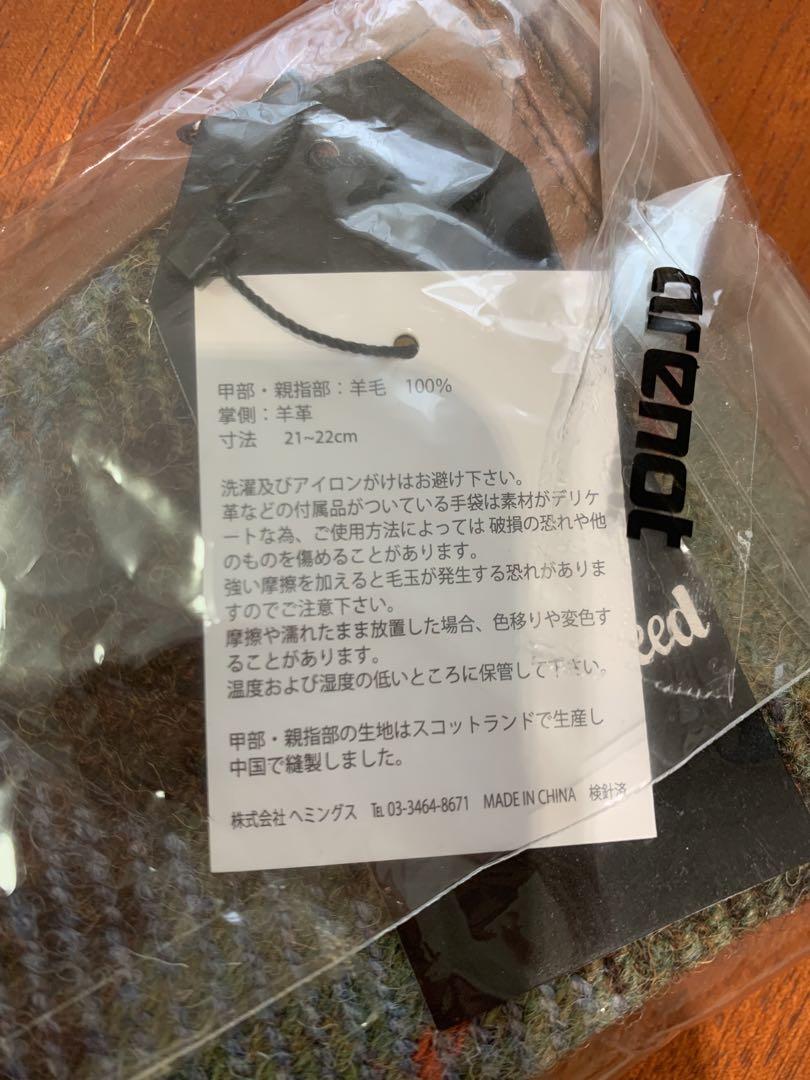 甲部・親指部：羊毛　100%
掌側：羊革
寸法　21~22cm
洗濯及びアイロンがけはお避け下さい。
革などの付属品がついている手袋は素材がデリケ
ートな為、ご使用方法によっては破損の恐れや他
のものを傷めることがあります。
強い摩擦を加えると毛玉が発生する恐れがありま
すのでご注意下さい。
摩擦や濡れたまま放置した場合、色移りや変色す
ることがあります。
温度および湿度の低いところに保管して下さい。
甲部・親指部の生地はスコットランドで生産し
中国で縫製しました。
株式会社ヘミングス　TEL 03-3464-8671　MADE IN CHINA　検針済
arenot
eed